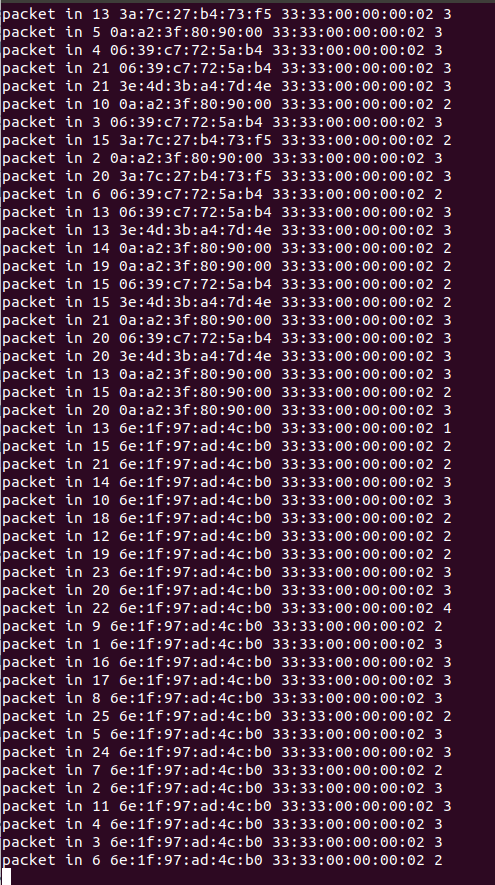 packet in 13 3a:7c:27:b4:73:f5 33:33:00:00:00:02 3
packet in 5 0a:a2:3f:80:90:00 33:33:00:00:00:02 3
packet in 4 06:39:c7:72:5a:b4 33:33:00:00:00:02 3
packet in 21 06:39:c7:72:5a:b4 33:33:00:00:00:02 3
packet in 21 3e:4d:3b:a4:7d:4e 33:33:00:00:00:02 3
packet in 10 0a:a2:3f:80:90:00 33:33:00:00:00:02 2
packet in 3 06:39:c7:72:5a:b4 33:33:00:00:00:02 3
packet in 15 3a:7c:27:b4:73:f5 33:33:00:00:00:02 2
packet in 2 0a:a2:3f:80:90:00 33:33:00:00:00:02 3
packet in 20 3a:7c:27:b4:73:f5 33:33:00:00:00:02 3
packet in 6 06:39:c7:72:5a:b4 33:33:00:00:00:02 2
packet in 13 06:39:c7:72:5a:b4 33:33:00:00:00:02 3
packet in 13 3e:4d:3b:a4:7d:4e 33:33:00:00:00:02 3
packet in 14 0a:a2:3f:80:90:00 33:33:00:00:00:02 2
packet in 19 0a:a2:3f:80:90:00 33:33:00:00:00:02 2
packet in 15 06:39:c7:72:5a:b4 33:33:00:00:00:02 2
packet in 15 3e:4d:3b:a4:7d:4e 33:33:00:00:00:02 2
packet in 21 0a:a2:3f:80:90:00 33:33:00:00:00:02 3
packet in 20 06:39:c7:72:5a:b4 33:33:00:00:00:02 3
packet in 20 3e:4d:3b:a4:7d:4e 33:33:00:00:00:02 3
packet in 13 0a:a2:3f:80:90:00 33:33:00:00:00:02 3
packet in 15 0a:a2:3f:80:90:00 33:33:00:00:00:02 2
packet in 20 0a:a2:3f:80:90:00 33:33:00:00:00:02 3
packet in 13 6e:1f:97:ad:4c:b0 33:33:00:00:00:02 1
packet in 15 6e:1f:97:ad:4c:b0 33:33:00:00:00:02 2
packet in 21 6e:1f:97:ad:4c:b0 33:33:00:00:00:02 2
packet in 14 6e:1f:97:ad:4c:b0 33:33:00:00:00:02 3
packet in 10 6e:1f:97:ad:4c:b0 33:33:00:00:00:02 3
packet in 18 6e:1f:97:ad:4c:b0 33:33:00:00:00:02 2
packet in 12 6e:1f:97:ad:4c:b0 33:33:00:00:00:02 2
packet in 19 6e:1f:97:ad:4c:b0 33:33:00:00:00:02 2
packet in 23 6e:1f:97:ad:4c:b0 33:33:00:00:00:02 3
packet in 20 6e:1f:97:ad:4c:b0 33:33:00:00:00:02 3
packet in 22 6e:1f:97:ad:4c:b0 33:33:00:00:00:02 4
packet in 9 6e:1f:97:ad:4c:b0 33:33:00:00:00:02 2
packet in 1 6e:1f:97:ad:4c:b0 33:33:00:00:00:02 3
packet in 16 6e:1f:97:ad:4c:b0 33:33:00:00:00:02 3
packet in 17 6e:1f:97:ad:4c:b0 33:33:00:00:00:02 3
packet in 8 6e:1f:97:ad:4c:b0 33:33:00:00:00:02 3
packet in 25 6e:1f:97:ad:4c:b0 33:33:00:00:00:02 2
packet in 5 6e:1f:97:ad:4c:b0 33:33:00:00:00:02 3
packet in 24 6e:1f:97:ad:4c:b0 33:33:00:00:00:02 3
packet in 7 6e:1f:97:ad:4c:b0 33:33:00:00:00:02 2
packet in 2 6e:1f:97:ad:4c:b0 33:33:00:00:00:02 3
packet in 11 6e:1f:97:ad:4c:b0 33:33:00:00:00:02 3
packet in 4 6e:1f:97:ad:4c:b0 33:33:00:00:00:02 3
packet in 3 6e:1f:97:ad:4c:b0 33:33:00:00:00:02 3
packet in 6 6e:1f:97:ad:4c:b0 33:33:00:00:00:02 2